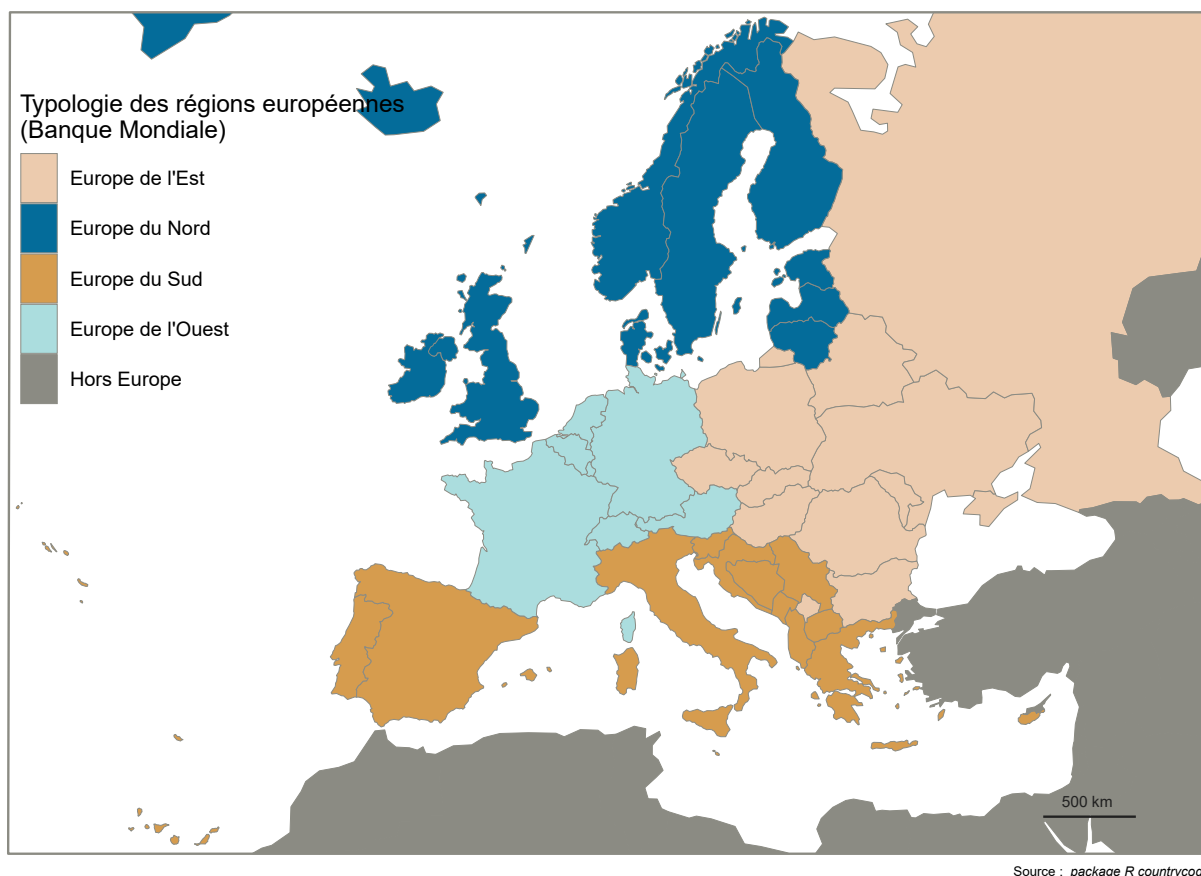 Typologie des régions européennes
(Banque Mondiale)
Europe de l'Est
Europe du Nord
Europe du Sud
Europe de l'Ouest
Hors Europe
500 km
Source : package R countrycod